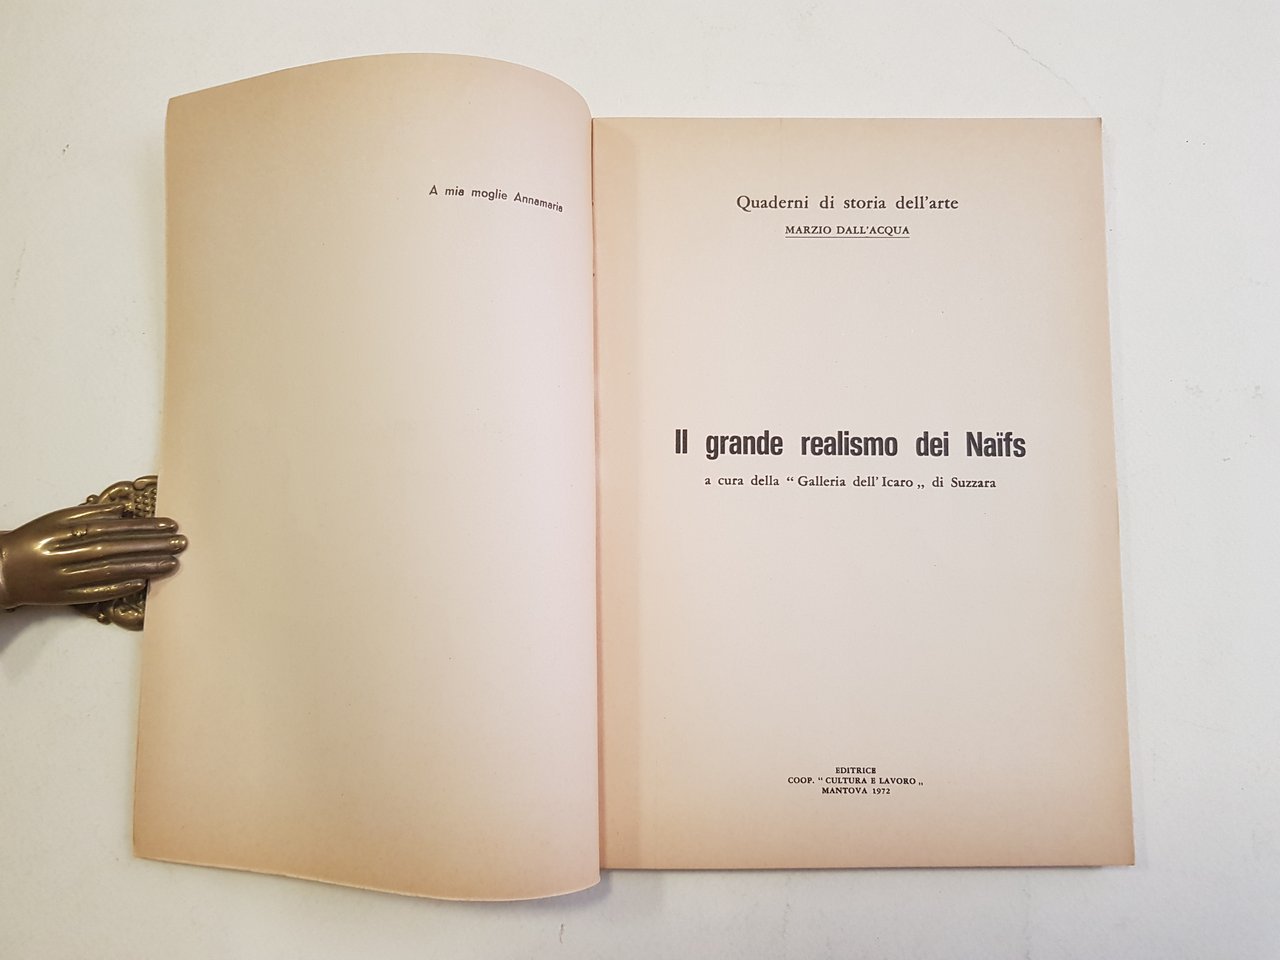 A mia moglie Annamaria
Quaderni di storia dell'arte
MARZIO DALL'ACQUA
Il grande realismo dei Naïfs
a cura della “ Galleria dell'Icaro „ di Suzzara
EDITRICE
COOP. “ CULTURA E LAVORO „
MANTOVA 1972